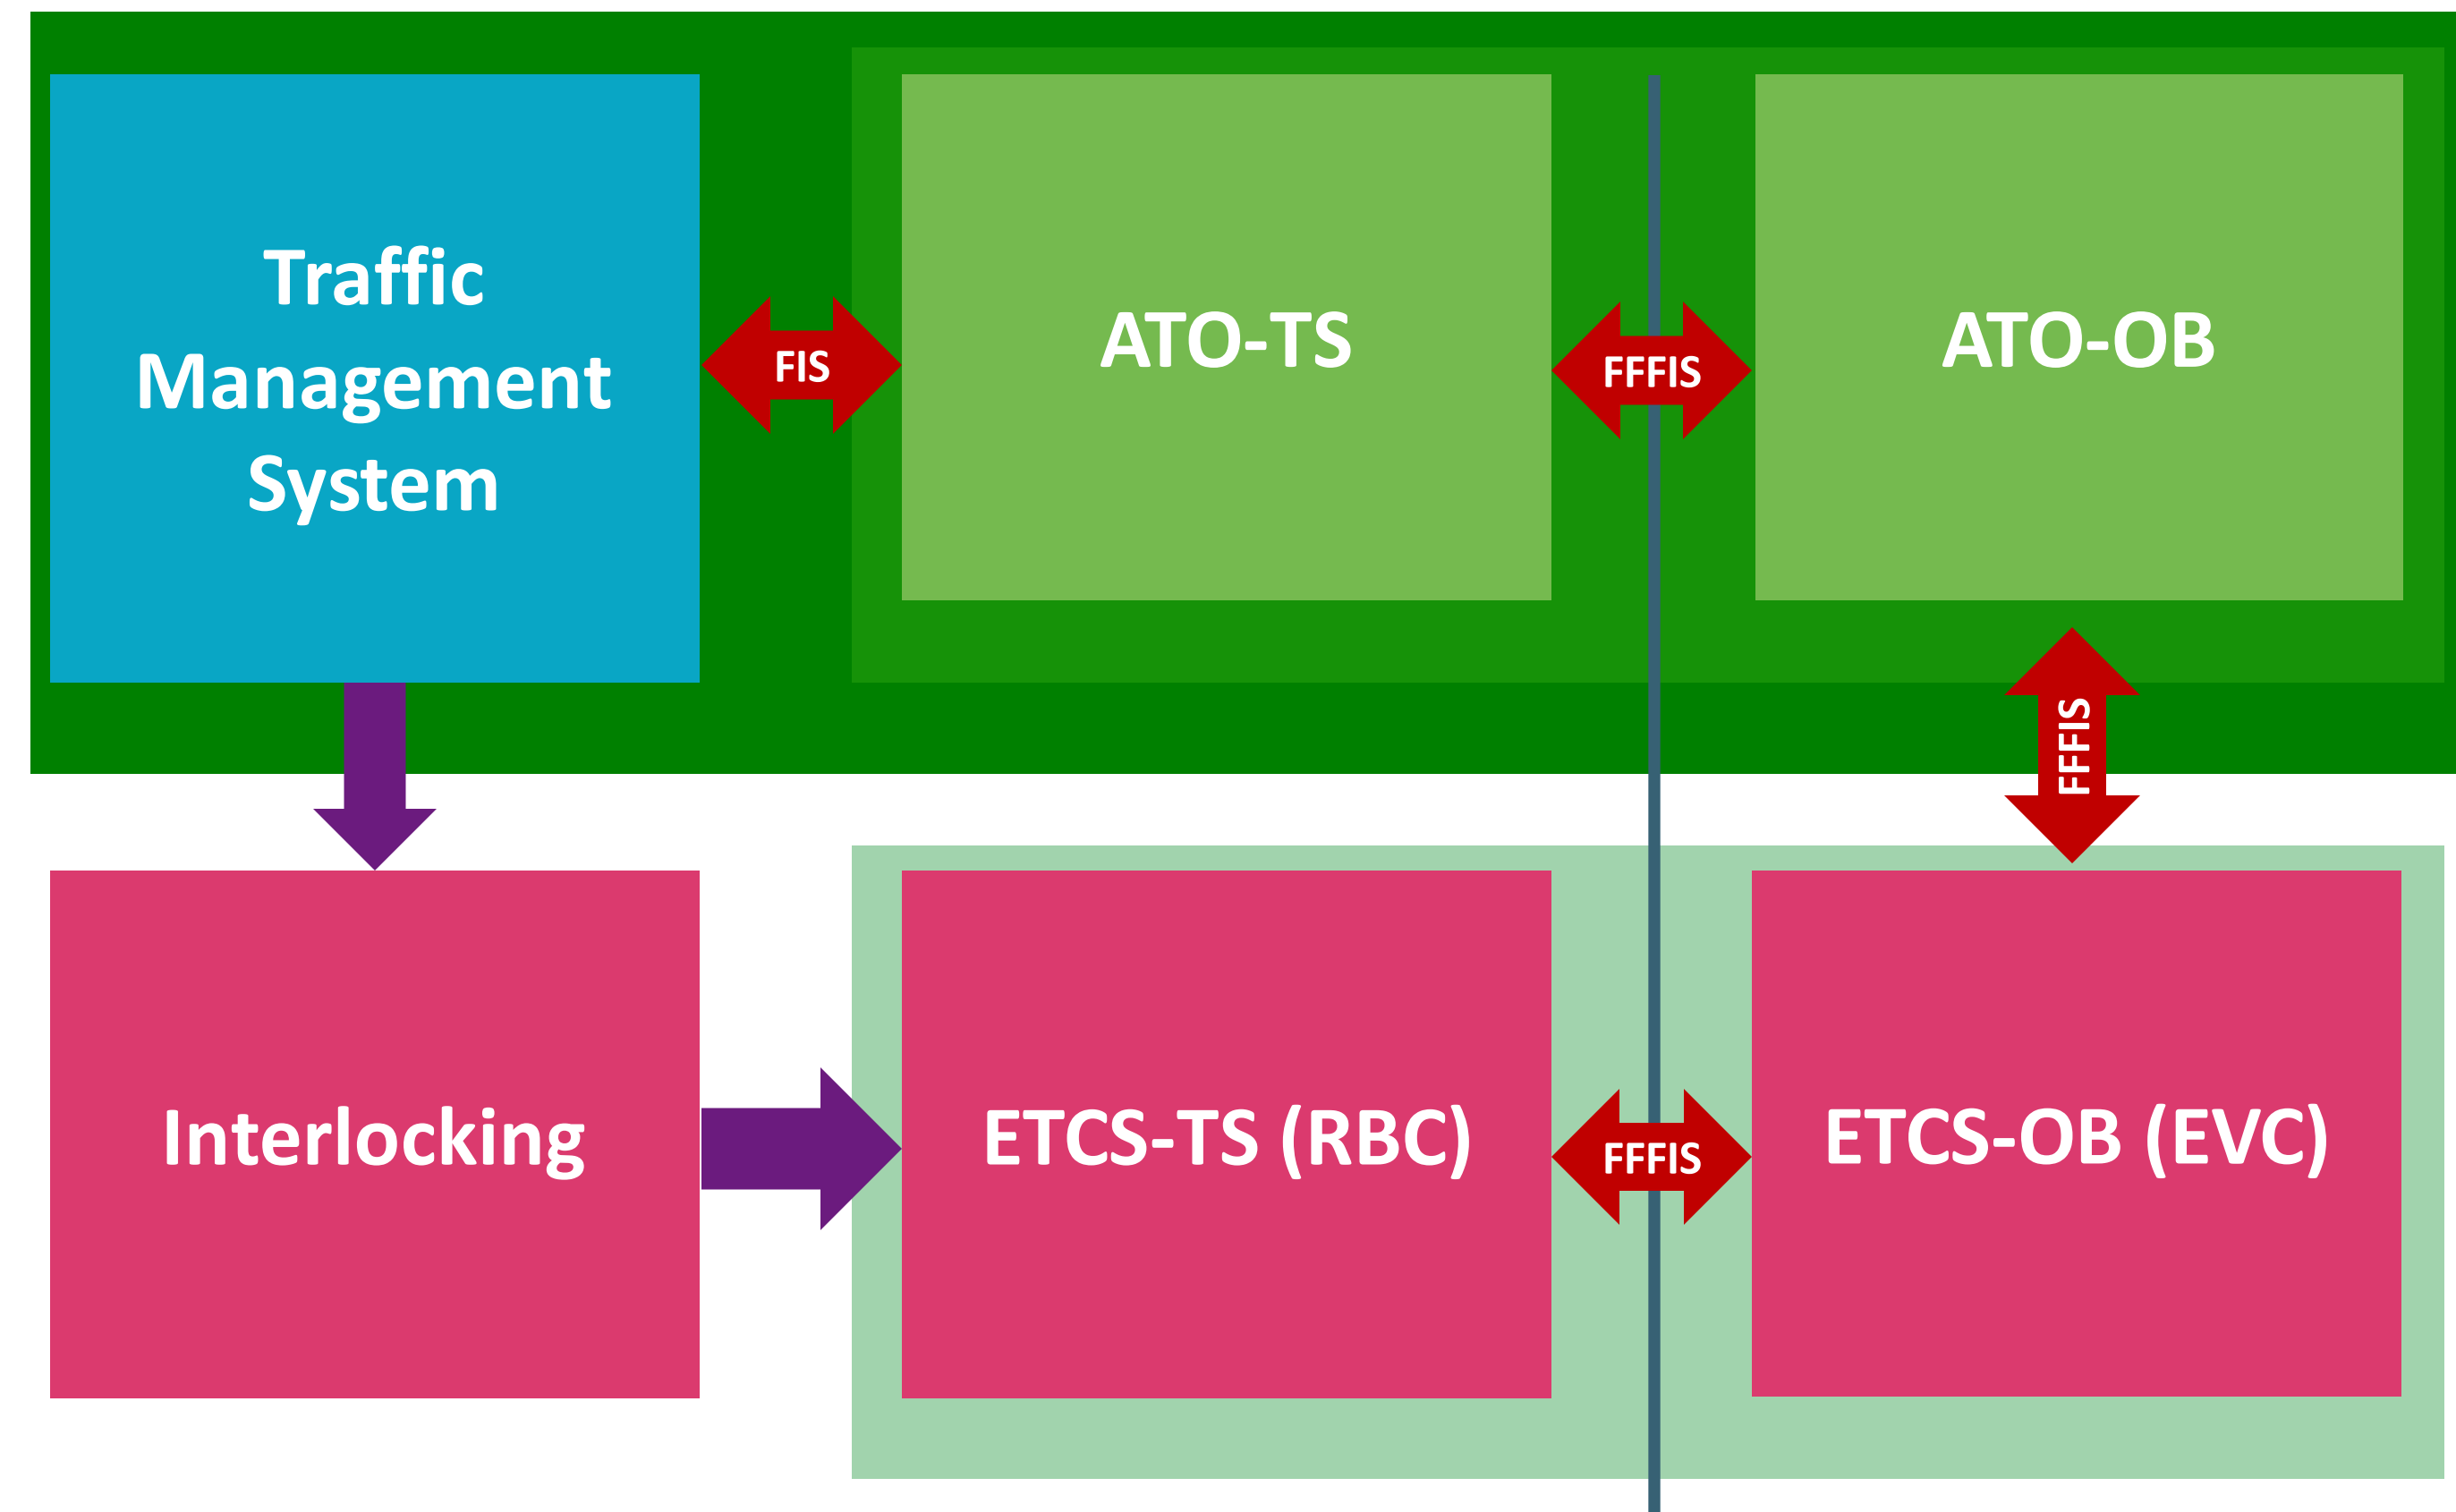 Traffic
Management
System
FIS
ATO-TS
FFFIS
ATO-OB
FFFIS
Interlocking
ETCS-TS (RBC)
FFFIS
ETCS-OB (EVC)